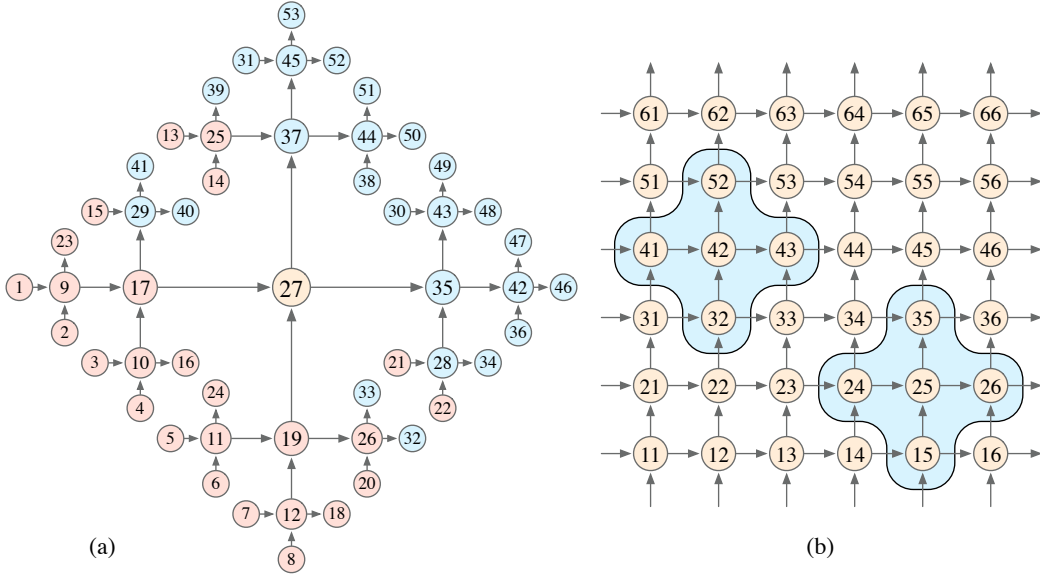 53
31 45 52
39 51
13 25 37 44 50
41 14 38 49
15 29 40 30 43 48
23 47
1 9 17 27 35 42 46
2 36
3 10 16 21 28 34
4 24 33 22
5 11 19 26 32
6 20
7 12 18
8
(a)
61 62 63 64 65 66
51 52 53 54 55 56
41 42 43 44 45 46
31 32 33 34 35 36
21 22 23 24 25 26
11 12 13 14 15 16
(b)